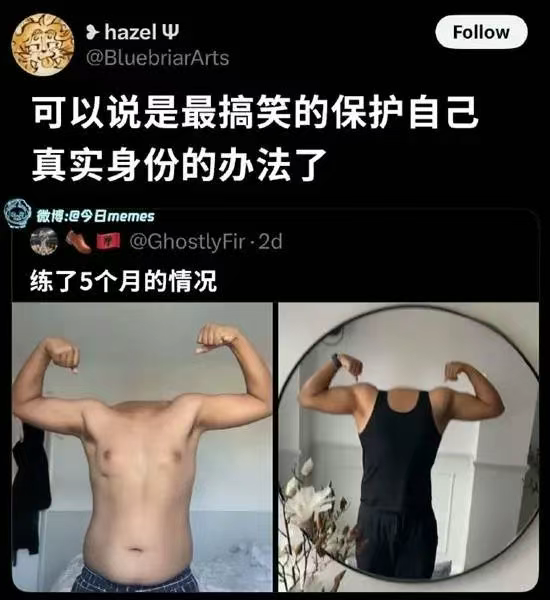 ❥ hazel Ψ
Follow
@BluebriarArts
可以说是最搞笑的保护自己
真实身份的办法了
微博:@今日memes
@GhostlyFir · 2d
练了5个月的情况